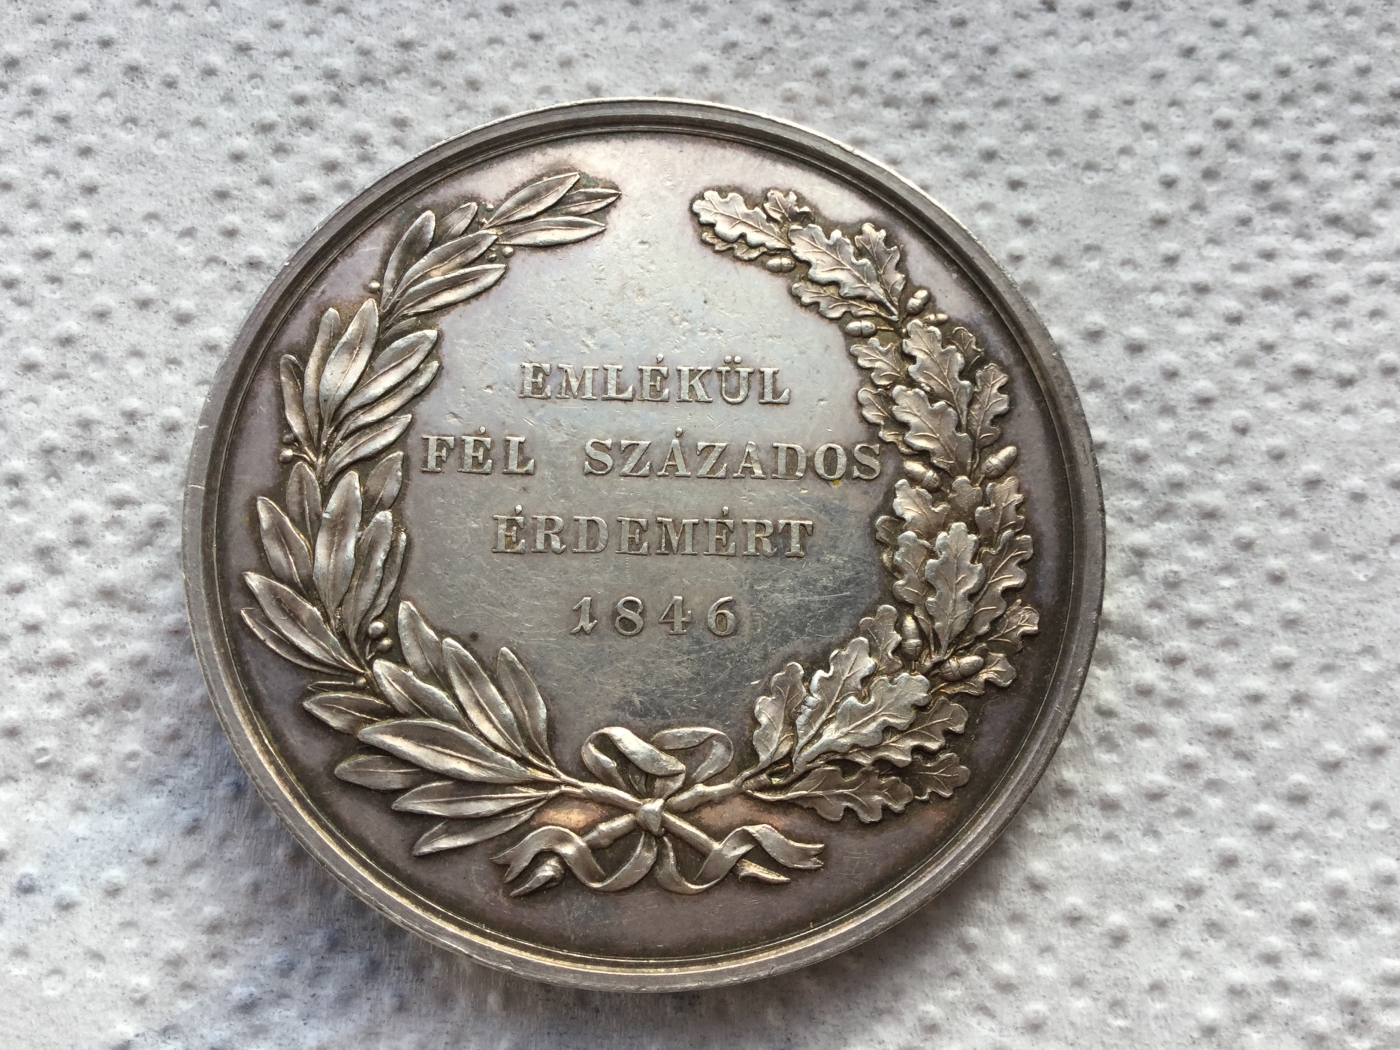 EMLÉKÜL
FÉL SZÁZADOS
ÉRDEMÉRT
1846